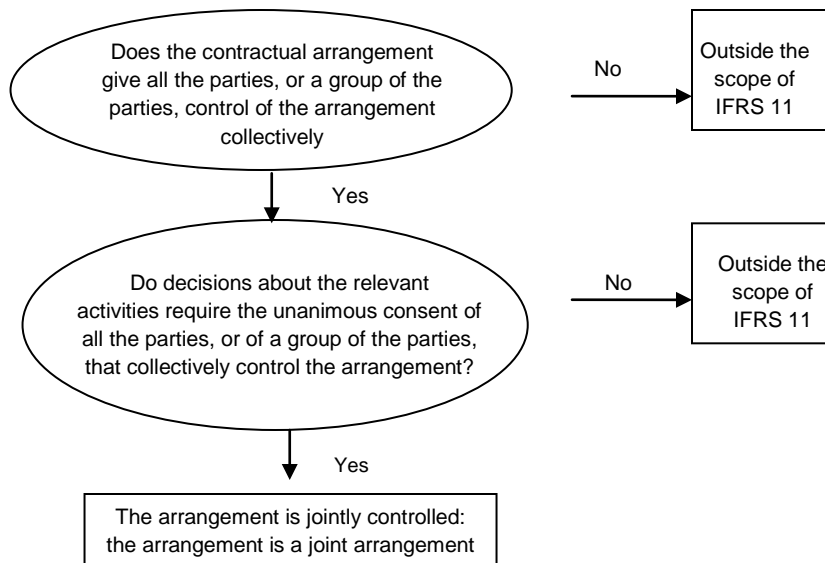 Does the contractual arrangement
give all the parties, or a group of the
parties, control of the arrangement
collectively
No
Outside the
scope of
IFRS 11
Yes
Do decisions about the relevant
activities require the unanimous consent of
all the parties, or of a group of the parties,
that collectively control the arrangement?
No
Outside the
scope of
IFRS 11
Yes
The arrangement is jointly controlled:
the arrangement is a joint arrangement